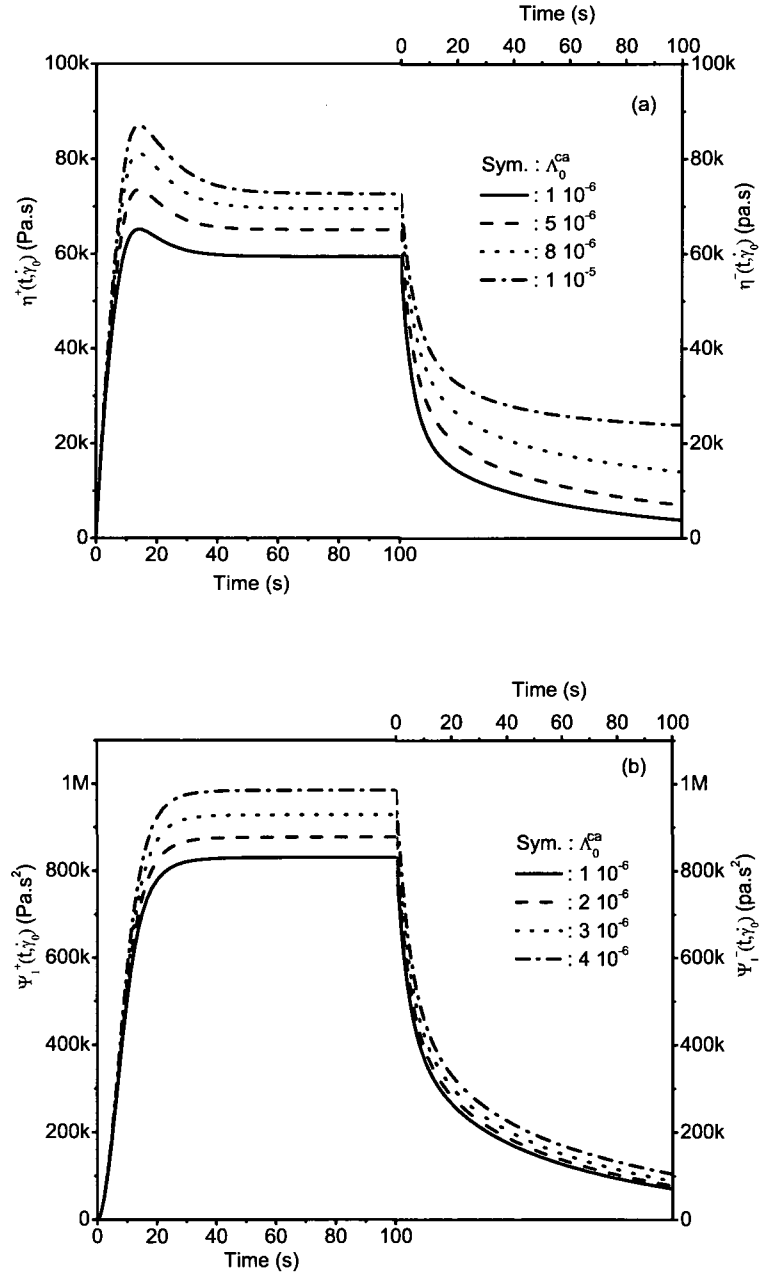 Time (s)
0 20 40 60 80 100
100k 100k
(a)
80k 80k
Sym. : Λ₀ᶜᵃ
: 1 10⁻⁶
: 5 10⁻⁶
: 8 10⁻⁶
: 1 10⁻⁵
60k 60k
η⁺(t,γ̇₀) (Pa.s)
η⁻(t,γ̇₀) (pa.s)
40k 40k
20k 20k
0 0
0 20 40 60 80 100
Time (s)
Time (s)
0 20 40 60 80 100
(b)
1M 1M
Sym. : Λ₀ᶜᵃ
: 1 10⁻⁶
: 2 10⁻⁶
: 3 10⁻⁶
: 4 10⁻⁶
800k 800k
600k 600k
Ψ₁⁺(t,γ̇₀) (Pa.s²)
Ψ₁⁻(t,γ̇₀) (pa.s²)
400k 400k
200k 200k
0 0
0 20 40 60 80 100
Time (s)